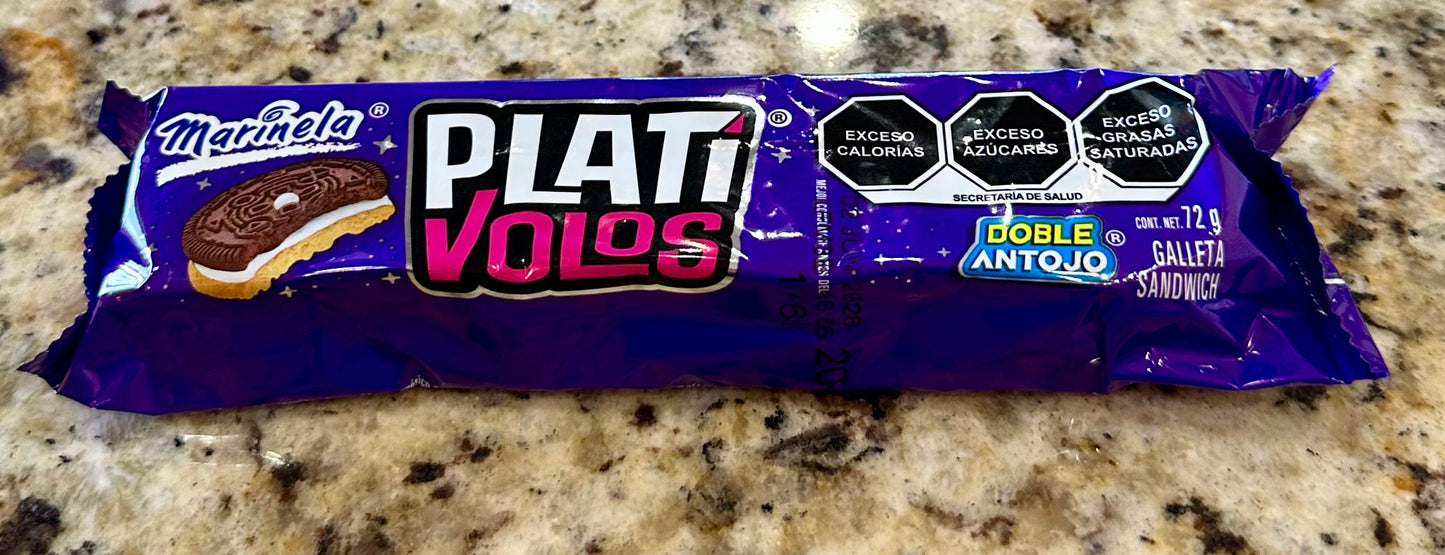 Marinela®
PLATÍ
VOLOS
®
EXCESO
CALORÍAS
EXCESO
AZÚCARES
EXCESO
GRASAS
SATURADAS
SECRETARÍA DE SALUD
DOBLE
ANTOJO
®
CONT. NET. 72 g
GALLETA
SANDWICH
176